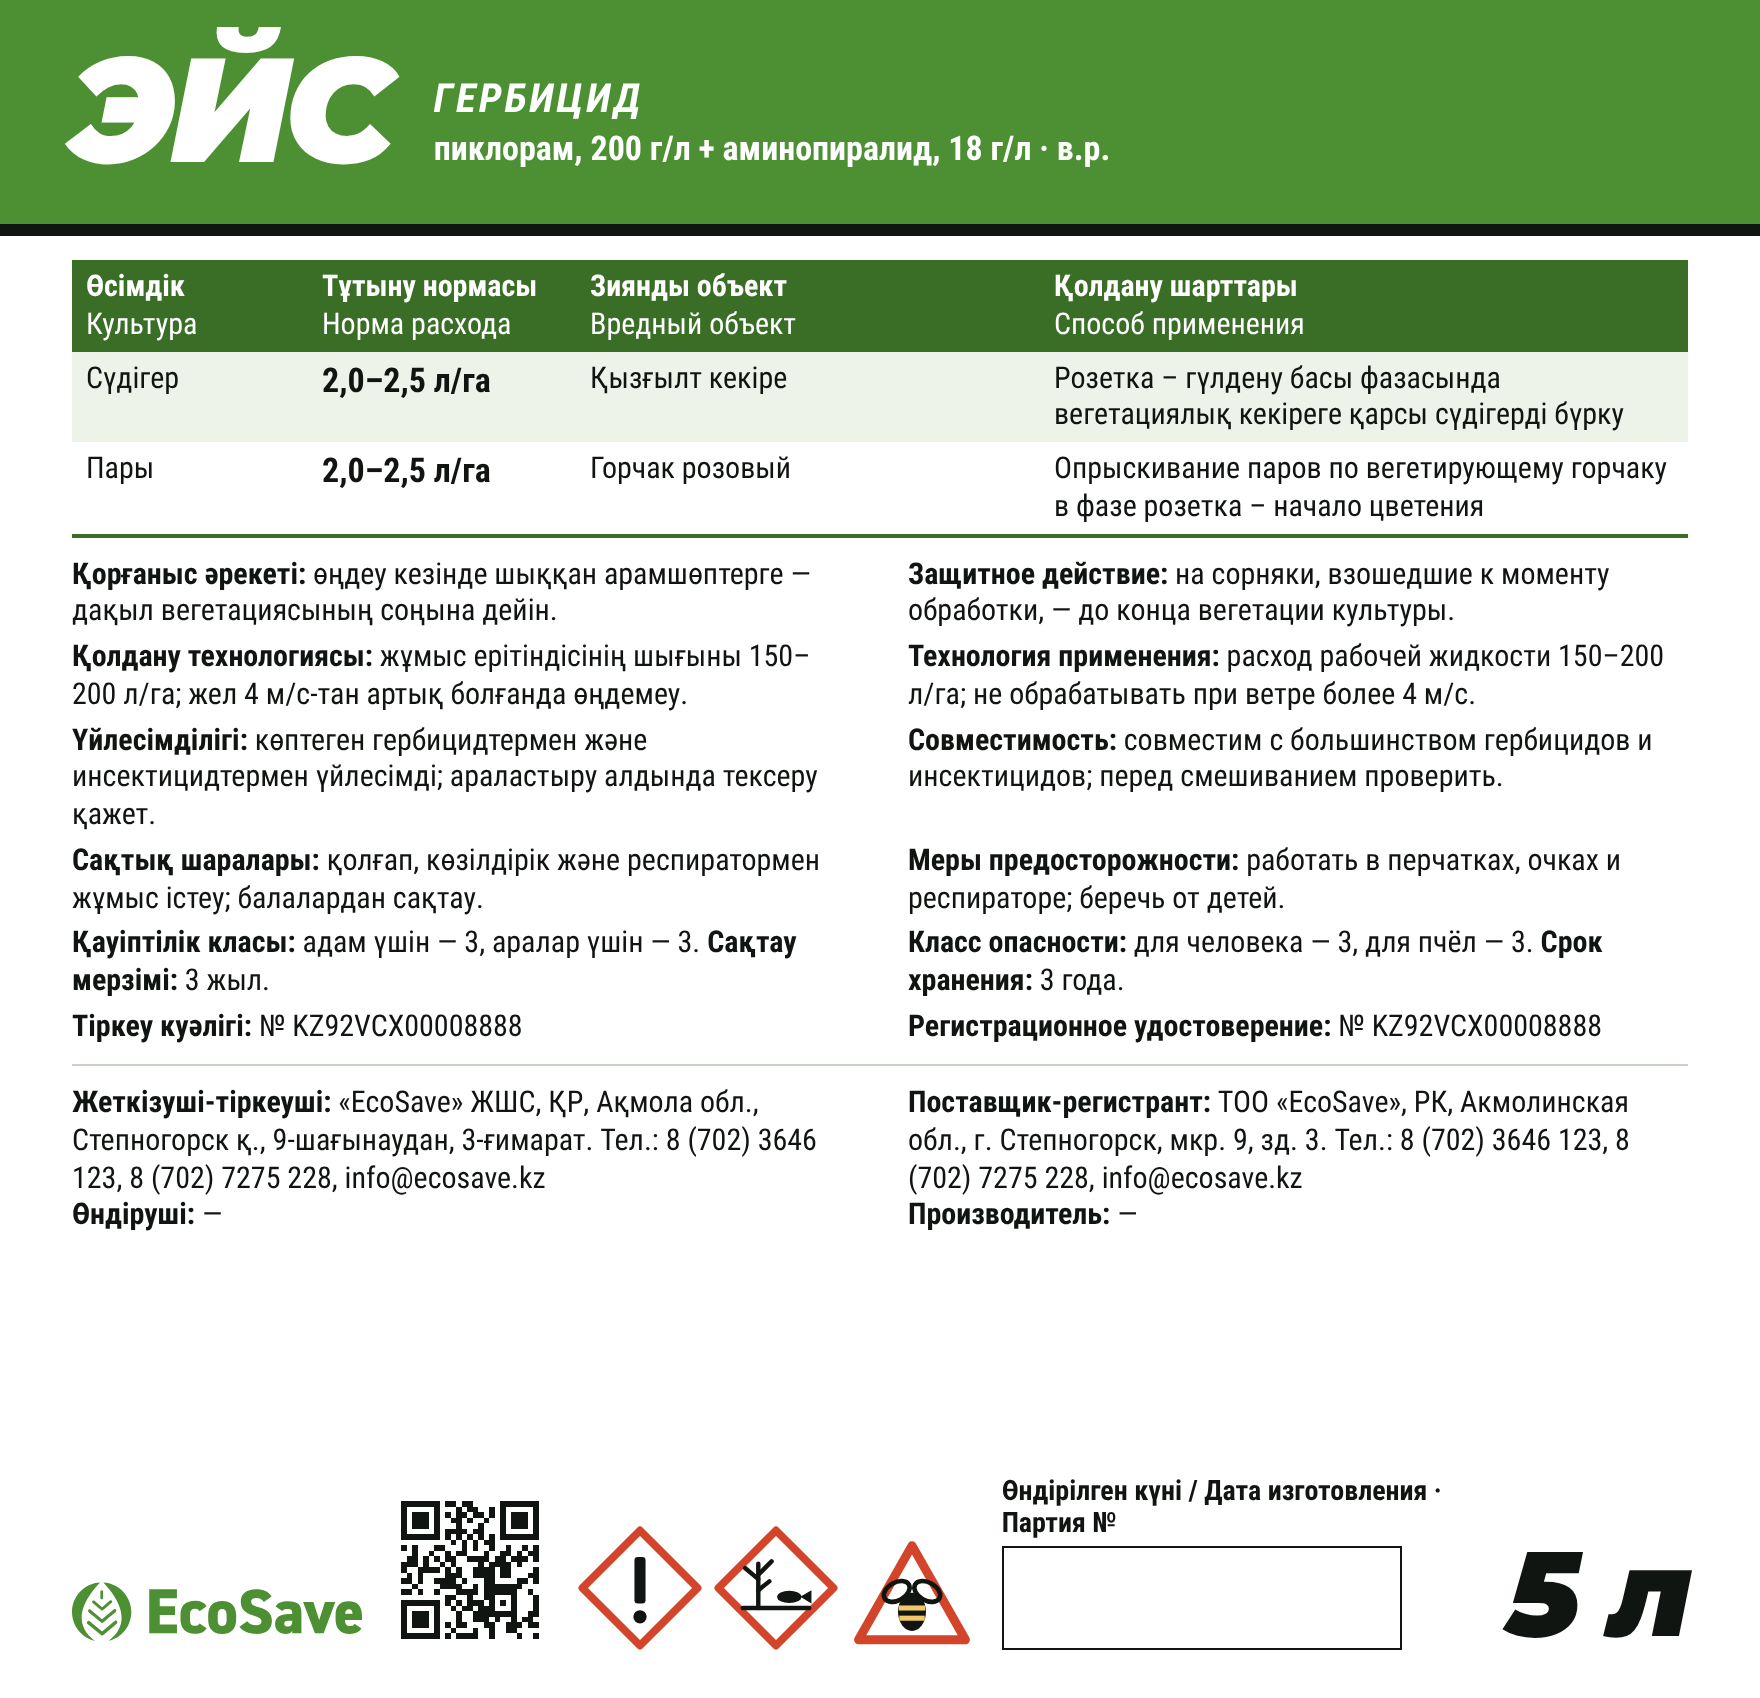 ЭЙС
ГЕРБИЦИД
пиклорам, 200 г/л + аминопиралид, 18 г/л · в.р.
Өсімдік Тұтыну нормасы Зиянды объект Қолдану шарттары
Культура Норма расхода Вредный объект Способ применения
Сүдігер 2,0–2,5 л/га Қызғылт кекіре Розетка – гүлдену басы фазасында
вегетациялық кекіреге қарсы сүдігерді бүрку
Пары 2,0–2,5 л/га Горчак розовый Опрыскивание паров по вегетирующему горчаку
в фазе розетка – начало цветения
Қорғаныс әрекеті: өңдеу кезінде шыққан арамшөптерге —
дақыл вегетациясының соңына дейін.
Қолдану технологиясы: жұмыс ерітіндісінің шығыны 150–
200 л/га; жел 4 м/с-тан артық болғанда өңдемеу.
Үйлесімділігі: көптеген гербицидтермен және
инсектицидтермен үйлесімді; араластыру алдында тексеру
қажет.
Сақтық шаралары: қолғап, көзілдірік және респиратормен
жұмыс істеу; балалардан сақтау.
Қауіптілік класы: адам үшін — 3, аралар үшін — 3. Сақтау
мерзімі: 3 жыл.
Тіркеу куәлігі: № KZ92VCX00008888
Защитное действие: на сорняки, взошедшие к моменту
обработки, — до конца вегетации культуры.
Технология применения: расход рабочей жидкости 150–200
л/га; не обрабатывать при ветре более 4 м/с.
Совместимость: совместим с большинством гербицидов и
инсектицидов; перед смешиванием проверить.
Меры предосторожности: работать в перчатках, очках и
респираторе; беречь от детей.
Класс опасности: для человека — 3, для пчёл — 3. Срок
хранения: 3 года.
Регистрационное удостоверение: № KZ92VCX00008888
Жеткізуші-тіркеуші: «EcoSave» ЖШС, ҚР, Ақмола обл.,
Степногорск қ., 9-шағынаудан, 3-ғимарат. Тел.: 8 (702) 3646
123, 8 (702) 7275 228, info@ecosave.kz
Өндіруші: —
Поставщик-регистрант: ТОО «EcoSave», РК, Акмолинская
обл., г. Степногорск, мкр. 9, зд. 3. Тел.: 8 (702) 3646 123, 8
(702) 7275 228, info@ecosave.kz
Производитель: —
EcoSave
Өндірілген күні / Дата изготовления ·
Партия №
5 л